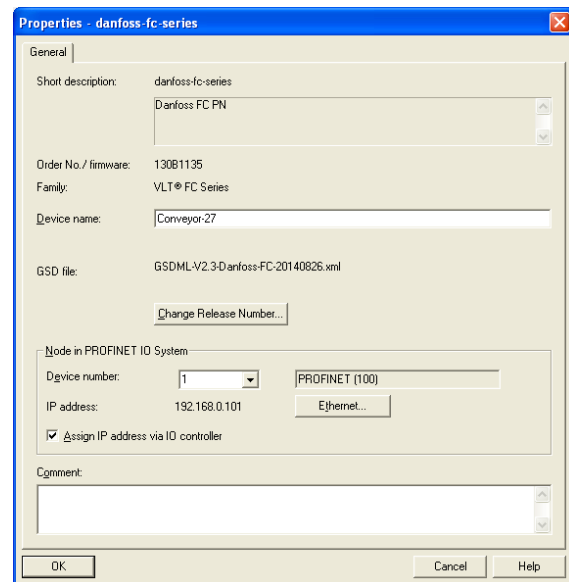 Properties - danfoss-fc-series
General
Short description: danfoss-fc-series
Danfoss FC PN
Order No./ firmware: 130B1135
Family: VLT® FC Series
Device name: Conveyor-27
GSD file: GSDML-V2.3-Danfoss-FC-20140826.xml
Change Release Number...
Node in PROFINET IO System
Device number: 1 PROFINET (100)
IP address: 192.168.0.101 Ethernet...
Assign IP address via IO controller
Comment:
OK Cancel Help